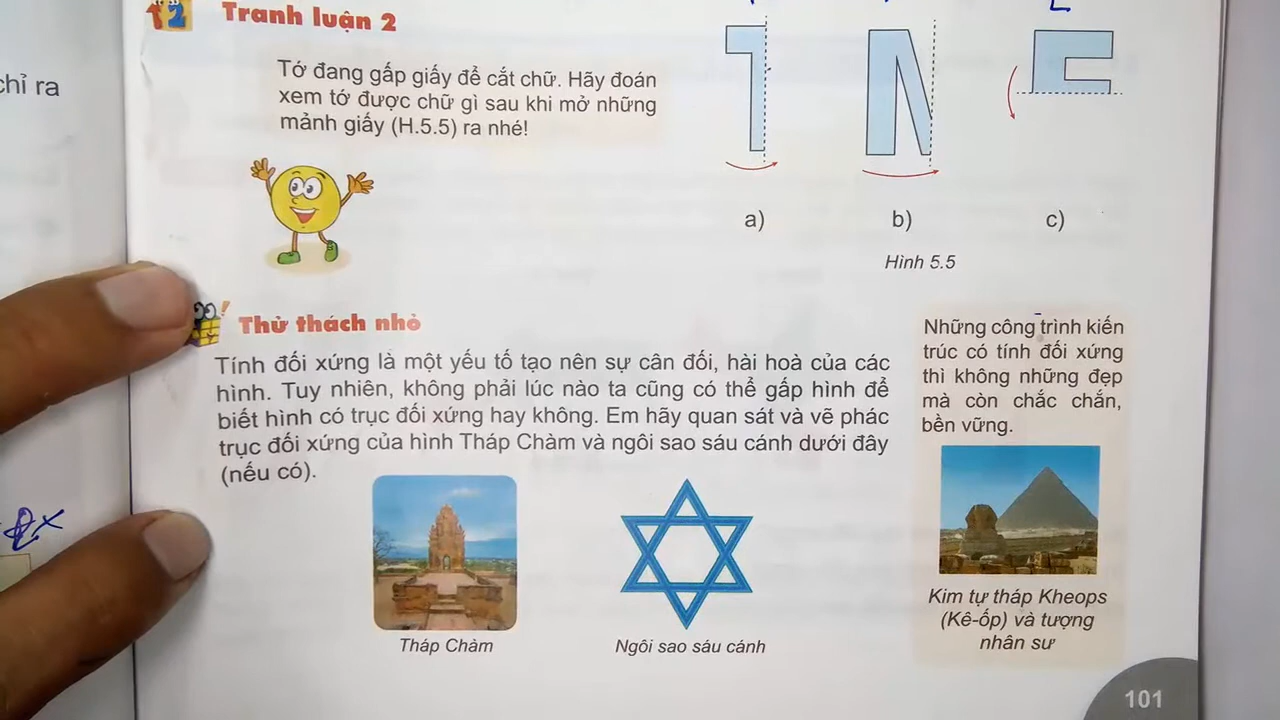 Tranh luận 2
chỉ ra
Tớ đang gấp giấy để cắt chữ. Hãy đoán
xem tớ được chữ gì sau khi mở những
mảnh giấy (H.5.5) ra nhé!
a)
b)
c)
Hình 5.5
Thử thách nhỏ
Tính đối xứng là một yếu tố tạo nên sự cân đối, hài hoà của các
hình. Tuy nhiên, không phải lúc nào ta cũng có thể gấp hình để
biết hình có trục đối xứng hay không. Em hãy quan sát và vẽ phác
trục đối xứng của hình Tháp Chàm và ngôi sao sáu cánh dưới đây
(nếu có).
Những công trình kiến
trúc có tính đối xứng
thì không những đẹp
mà còn chắc chắn,
bền vững.
Tháp Chàm
Ngôi sao sáu cánh
Kim tự tháp Kheops
(Kê-ốp) và tượng
nhân sư
101